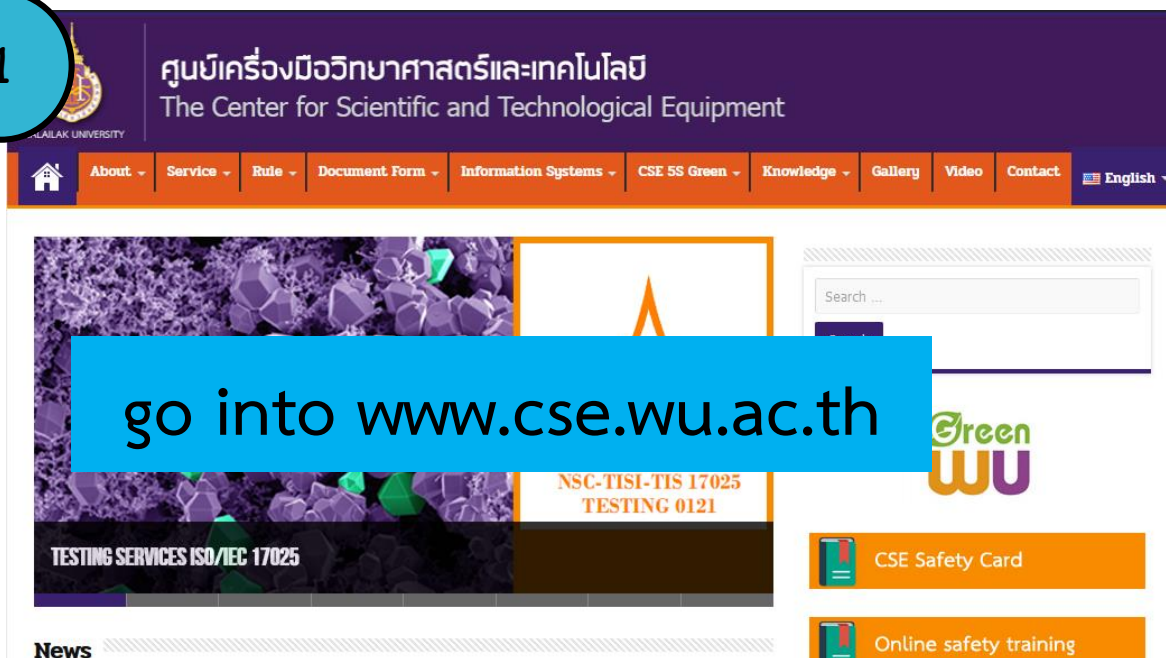 1
ศูนย์เครื่องมือวิทยาศาสตร์และเทคโนโลยี
The Center for Scientific and Technological Equipment
UNIVERSITY
About Service Rule Document Form Information Systems CSE 5S Green Knowledge Gallery Video Contact English
Search ...
go into www.cse.wu.ac.th
Green
WU
NSC-TISI-TIS 17025
TESTING 0121
TESTING SERVICES ISO/IEC 17025
CSE Safety Card
Online safety training
News